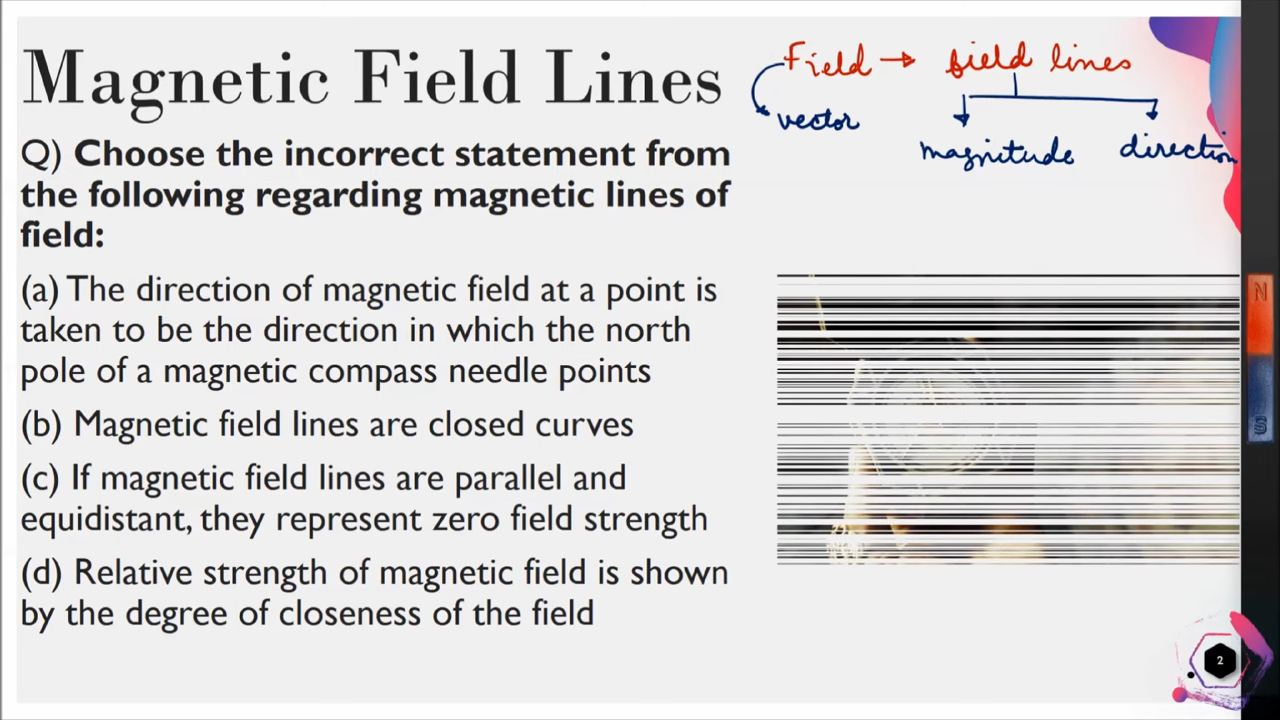 Magnetic Field Lines
Field → field lines
vector
magnitude
direction
Q) Choose the incorrect statement from
the following regarding magnetic lines of
field:
(a) The direction of magnetic field at a point is
taken to be the direction in which the north
pole of a magnetic compass needle points
(b) Magnetic field lines are closed curves
(c) If magnetic field lines are parallel and
equidistant, they represent zero field strength
(d) Relative strength of magnetic field is shown
by the degree of closeness of the field
N
S
2